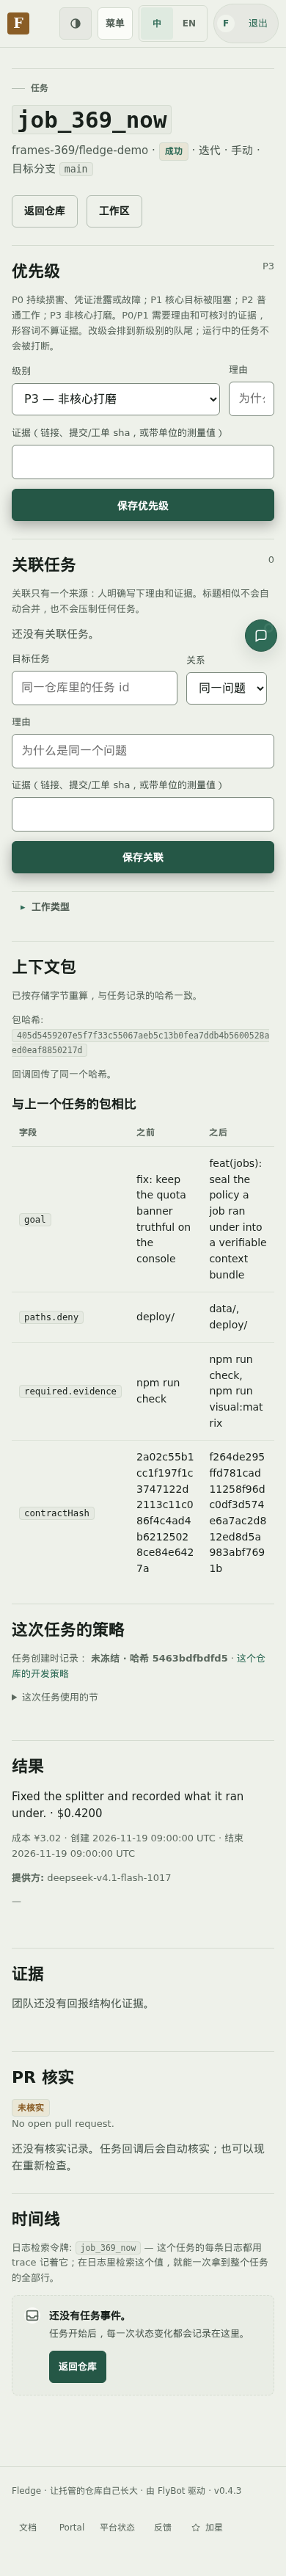 F
菜单
中
EN
F
退出
任务
job_369_now
frames-369/fledge-demo · 成功 · 迭代 · 手动 ·
目标分支 main
返回仓库
工作区
优先级
P3
P0 持续损害、凭证泄露或故障；P1 核心目标被阻塞；P2 普
通工作；P3 非核心打磨。P0/P1 需要理由和可核对的证据，
形容词不算证据。改级会排到新级别的队尾；运行中的任务不
会被打断。
级别
理由
P3 — 非核心打磨
为什么
证据（链接、提交/工单 sha，或带单位的测量值）
保存优先级
关联任务
0
关联只有一个来源：人明确写下理由和证据。标题相似不会自
动合并，也不会压制任何任务。
还没有关联任务。
目标任务
关系
同一仓库里的任务 id
同一问题
理由
为什么是同一个问题
证据（链接、提交/工单 sha，或带单位的测量值）
保存关联
▸ 工作类型
上下文包
已按存储字节重算，与任务记录的哈希一致。
包哈希:
405d5459207e5f7f33c55067aeb5c13b0fea7ddb4b5600528a
ed0eaf8850217d
回调回传了同一个哈希。
与上一个任务的包相比
字段
之前
之后
goal
fix: keep
the quota
banner
truthful on
the
console
feat(jobs):
seal the
policy a
job ran
under into
a verifiable
context
bundle
paths.deny
deploy/
data/,
deploy/
required.evidence
npm run
check
npm run
check,
npm run
visual:mat
rix
contractHash
2a02c55b1
cc1f197f1c
3747122d
2113c11c0
86f4c4ad4
b6212502
8ce84e642
7a
f264de295
ffd781cad
11258f96d
c0df3d574
e6a7ac2d8
12ed8d5a
983abf769
1b
这次任务的策略
任务创建时记录： 未冻结 · 哈希 5463bdfbdfd5 · 这个仓
库的开发策略
▶ 这次任务使用的节
结果
Fixed the splitter and recorded what it ran
under. · $0.4200
成本 ¥3.02 · 创建 2026-11-19 09:00:00 UTC · 结束
2026-11-19 09:00:00 UTC
提供方: deepseek-v4.1-flash-1017
—
证据
团队还没有回报结构化证据。
PR 核实
未核实
No open pull request.
还没有核实记录。任务回调后会自动核实；也可以现
在重新检查。
时间线
日志检索令牌: job_369_now — 这个任务的每条日志都用
trace 记着它；在日志里检索这个值，就能一次拿到整个任务
的全部行。
还没有任务事件。
任务开始后，每一次状态变化都会记录在这里。
返回仓库
Fledge · 让托管的仓库自己长大 · 由 FlyBot 驱动 · v0.4.3
文档
Portal
平台状态
反馈
☆ 加星